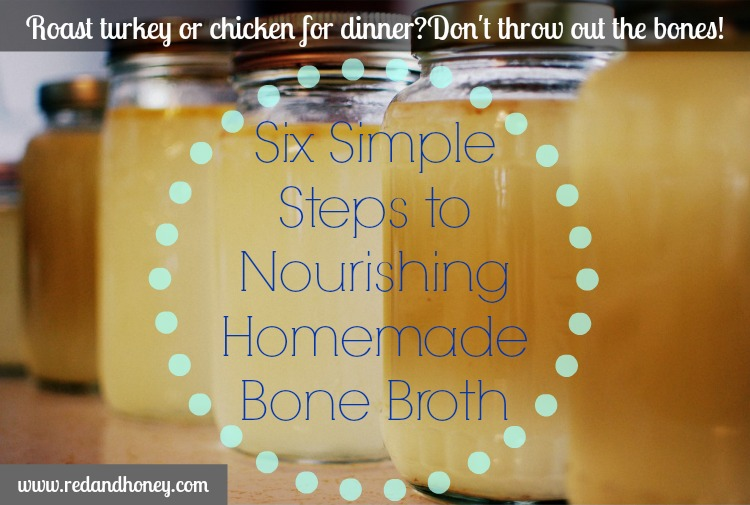 Roast turkey or chicken for dinner?Don't throw out the bones!
Six Simple
Steps to
Nourishing
Homemade
Bone Broth
www.redandhoney.com